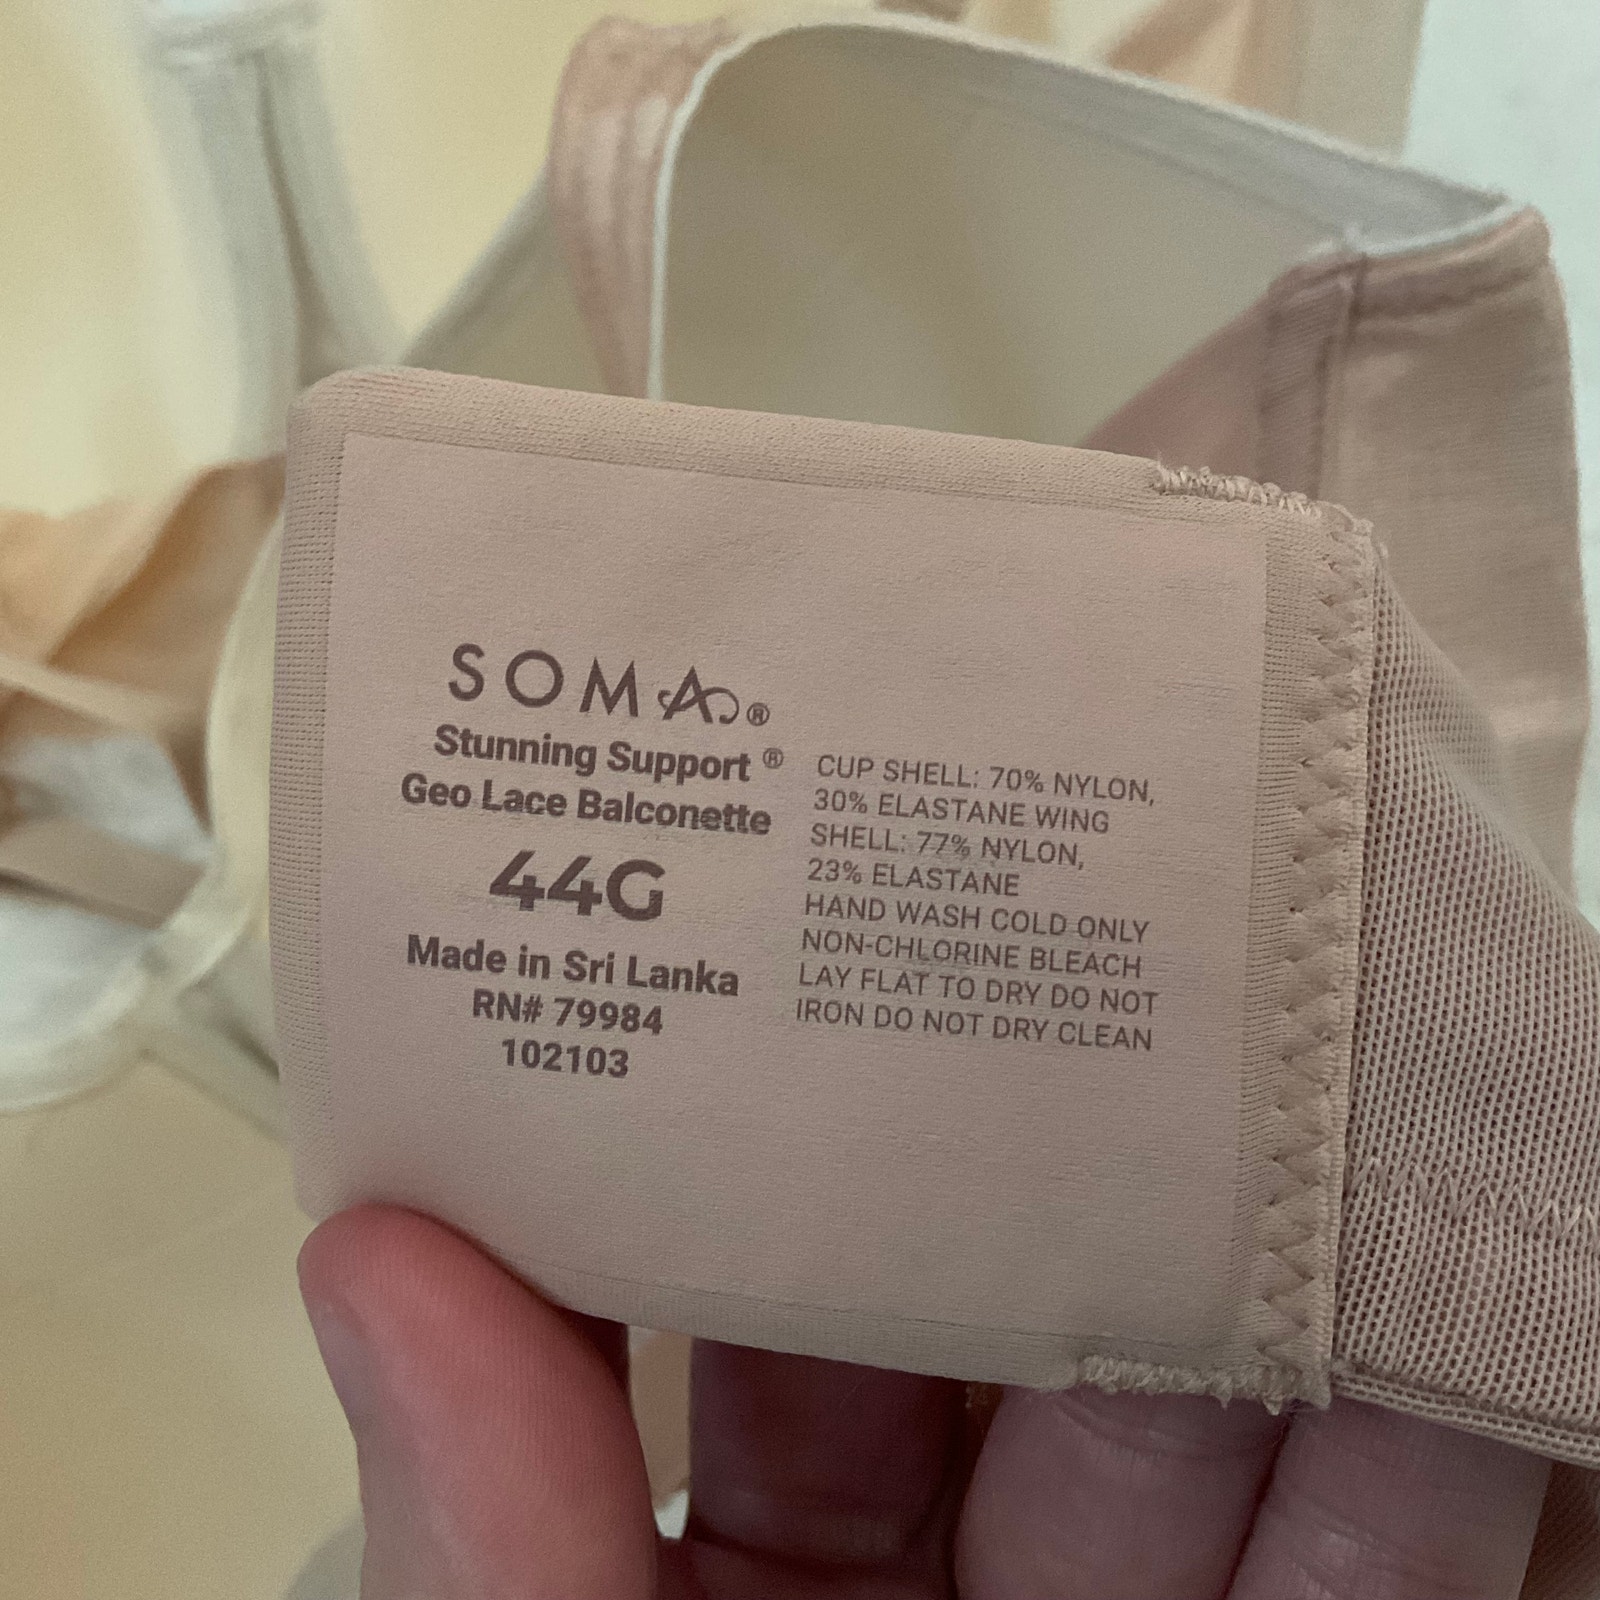 SOMA®
Stunning Support®
Geo Lace Balconette
44G
Made in Sri Lanka
RN# 79984
102103
CUP SHELL: 70% NYLON,
30% ELASTANE WING
SHELL: 77% NYLON,
23% ELASTANE
HAND WASH COLD ONLY
NON-CHLORINE BLEACH
LAY FLAT TO DRY DO NOT
IRON DO NOT DRY CLEAN